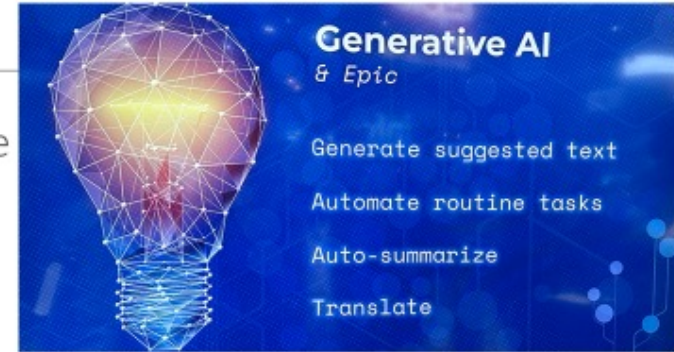 e
Generative AI
& Epic
Generate suggested text
Automate routine tasks
Auto-summarize
Translate